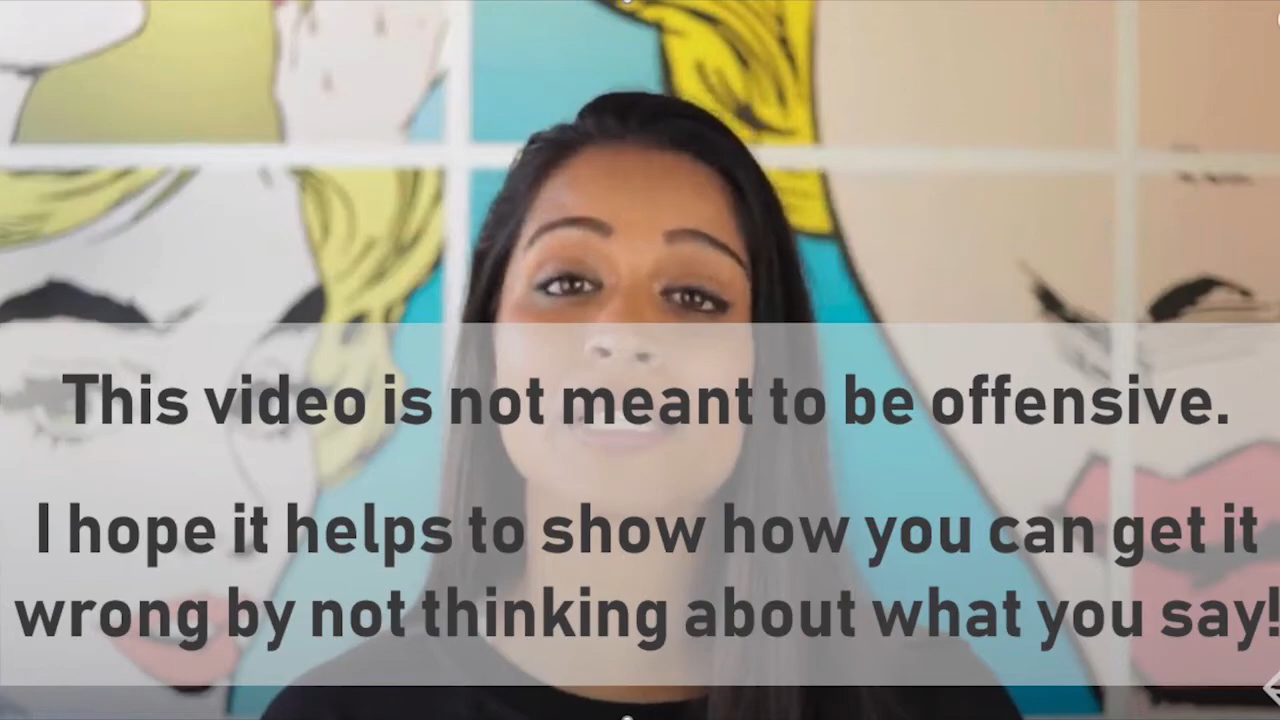 This video is not meant to be offensive.
I hope it helps to show how you can get it
wrong by not thinking about what you say!